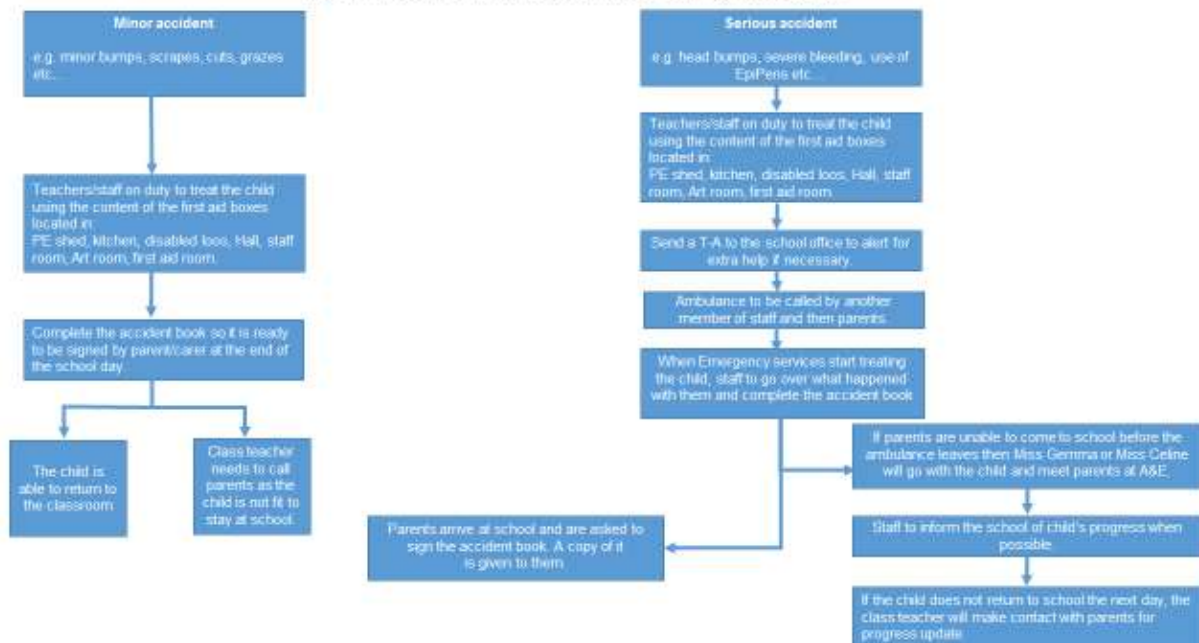 Minor accident
e.g. minor bumps, scrapes, cuts, grazes
etc...
Teachers/staff on duty to treat the child
using the content of the first aid boxes
located in:
PE shed, kitchen, disabled loos, Hall, staff
room, Art room, first aid room.
Complete the accident book so it is ready
to be signed by parent/carer at the end of
the school day
The child is
able to return to
the classroom
Class teacher
needs to call
parents as the
child is not fit to
stay at school.
Serious accident
e.g. head bumps, severe bleeding, use of
EpiPens etc...
Teachers/staff on duty to treat the child
using the content of the first aid boxes
located in:
PE shed, kitchen, disabled loos, Hall, staff
room, Art room, first aid room.
Send a T-A to the school office to alert for
extra help if necessary.
Ambulance to be called by another
member of staff and then parents
When Emergency services start treating
the child, staff to go over what happened
with them and complete the accident book
Parents arrive at school and are asked to
sign the accident book. A copy of it
is given to them.
If parents are unable to come to school before the
ambulance leaves then Miss Gemma or Miss Celine
will go with the child and meet parents at A&E.
Staff to inform the school of child's progress when
possible
If the child does not return to school the next day, the
class teacher will make contact with parents for
progress update